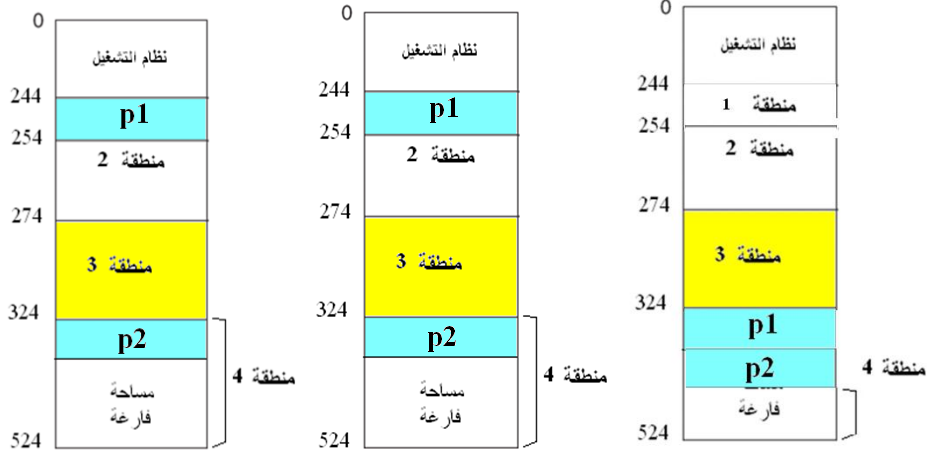 0
نظام التشغيل
244
p1
254
منطقة 2
274
منطقة 3
324
p2
منطقة 4
مساحة
فارغة
524
0
نظام التشغيل
244
p1
254
منطقة 2
274
منطقة 3
324
p2
منطقة 4
مساحة
فارغة
524
0
نظام التشغيل
244
منطقة 1
254
منطقة 2
274
منطقة 3
324
p1
p2
منطقة 4
فارغة
524